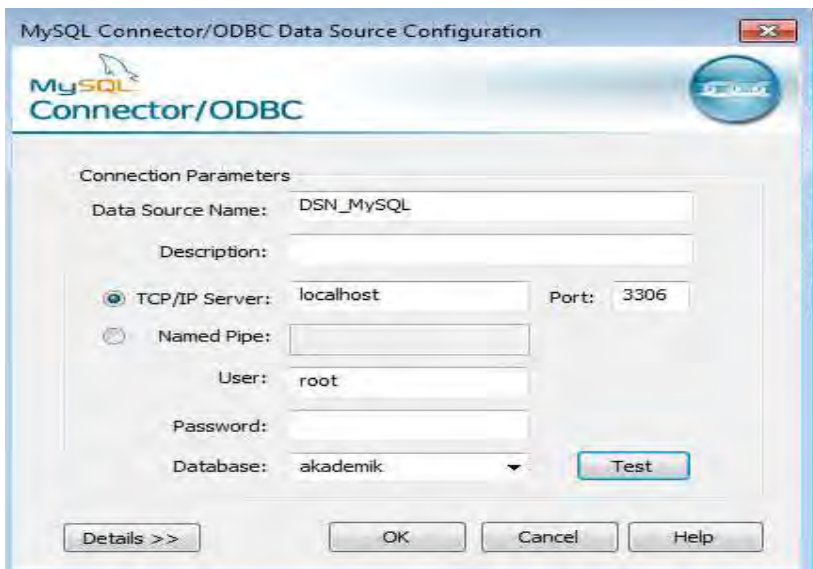 MySQL Connector/ODBC Data Source Configuration
MySQL
Connector/ODBC
Connection Parameters
Data Source Name: DSN_MySQL
Description:
TCP/IP Server: localhost Port: 3306
Named Pipe:
User: root
Password:
Database: akademik Test
Details >> OK Cancel Help